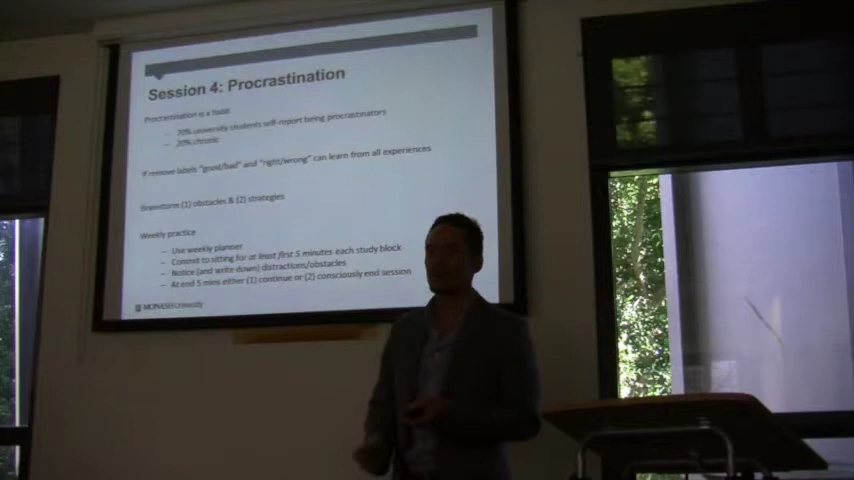 Session 4: Procrastination
Procrastination is a habit
– 70% university students self-report being procrastinators
– 20% chronic
If remove labels "good/bad" and "right/wrong" can learn from all experiences
Brainstorm (1) obstacles & (2) strategies
Weekly practice
– Use weekly planner
– Commit to sitting for at least first 5 minutes each study block
– Notice (and write down) distractions/obstacles
– At end 5 mins either (1) continue or (2) consciously end session
MONASH University